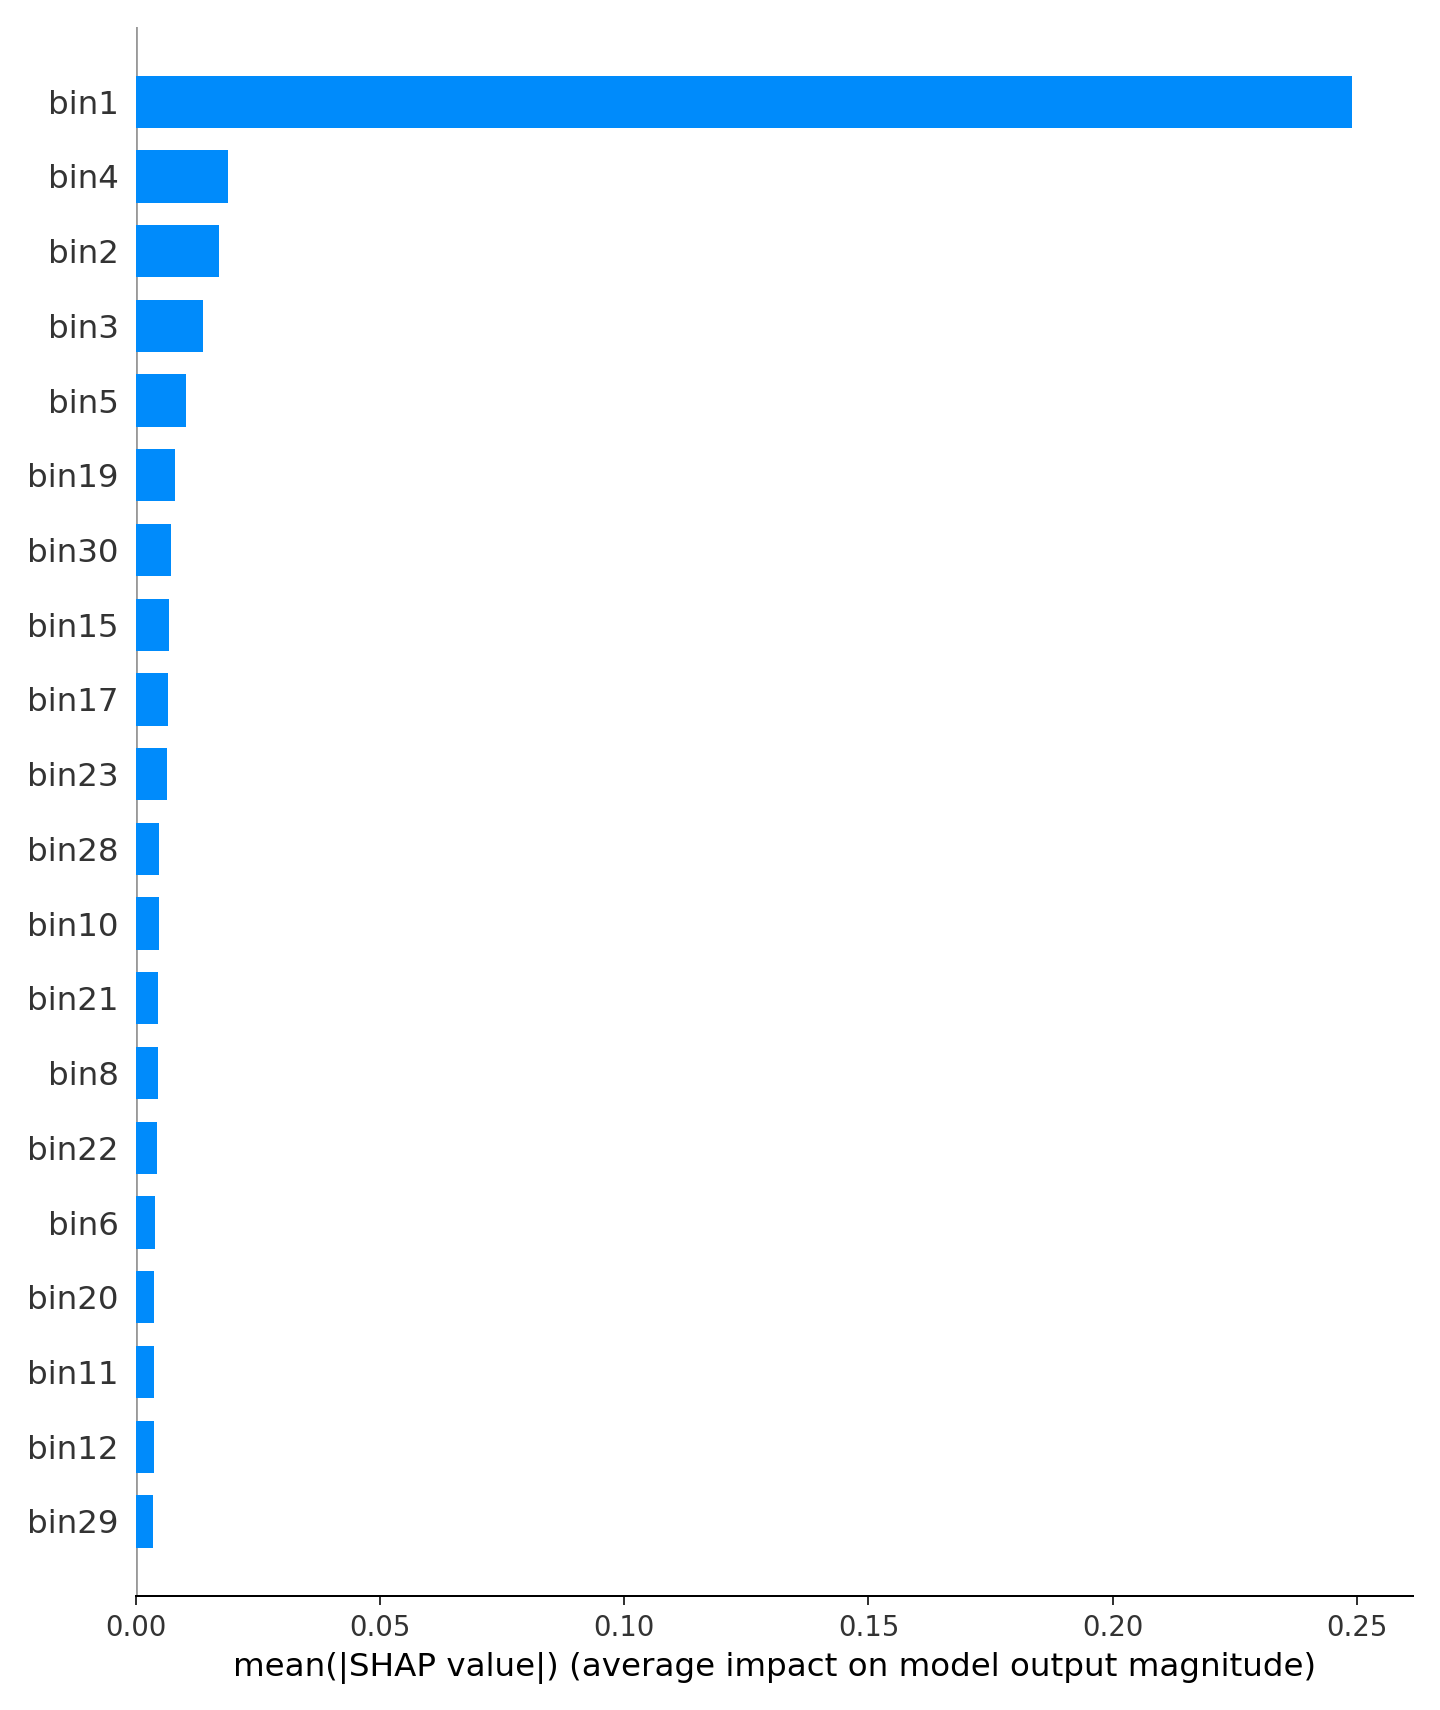 bin1
bin4
bin2
bin3
bin5
bin19
bin30
bin15
bin17
bin23
bin28
bin10
bin21
bin8
bin22
bin6
bin20
bin11
bin12
bin29
0.00 0.05 0.10 0.15 0.20 0.25
mean(|SHAP value|) (average impact on model output magnitude)